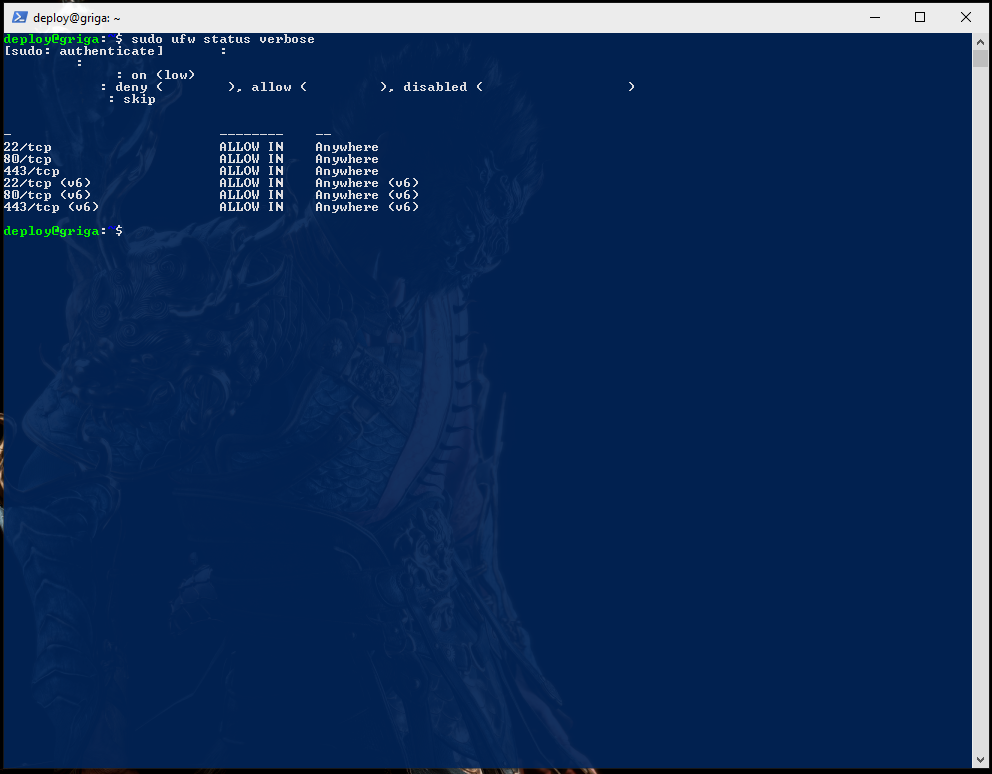 deploy@griga: ~
deploy@griga: $ sudo ufw status verbose
[sudo: authenticate]       :
:
: on (low)
: deny (        ), allow (         ), disabled (                  )
: skip
_                          ________    __
22/tcp                     ALLOW IN    Anywhere
80/tcp                     ALLOW IN    Anywhere
443/tcp                    ALLOW IN    Anywhere
22/tcp (v6)                ALLOW IN    Anywhere (v6)
80/tcp (v6)                ALLOW IN    Anywhere (v6)
443/tcp (v6)               ALLOW IN    Anywhere (v6)
deploy@griga: $